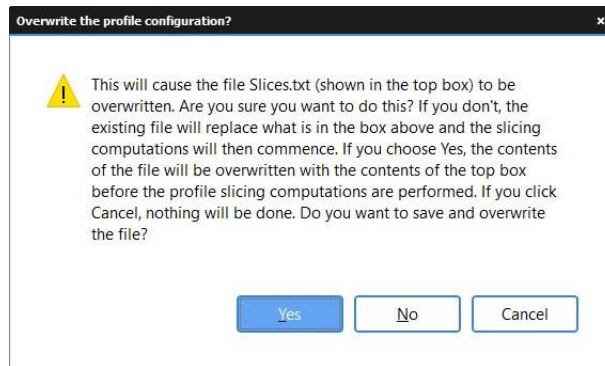 Overwrite the profile configuration?
This will cause the file Slices.txt (shown in the top box) to be
overwritten. Are you sure you want to do this? If you don't, the
existing file will replace what is in the box above and the slicing
computations will then commence. If you choose Yes, the contents
of the file will be overwritten with the contents of the top box
before the profile slicing computations are performed. If you click
Cancel, nothing will be done. Do you want to save and overwrite
the file?
Yes No Cancel